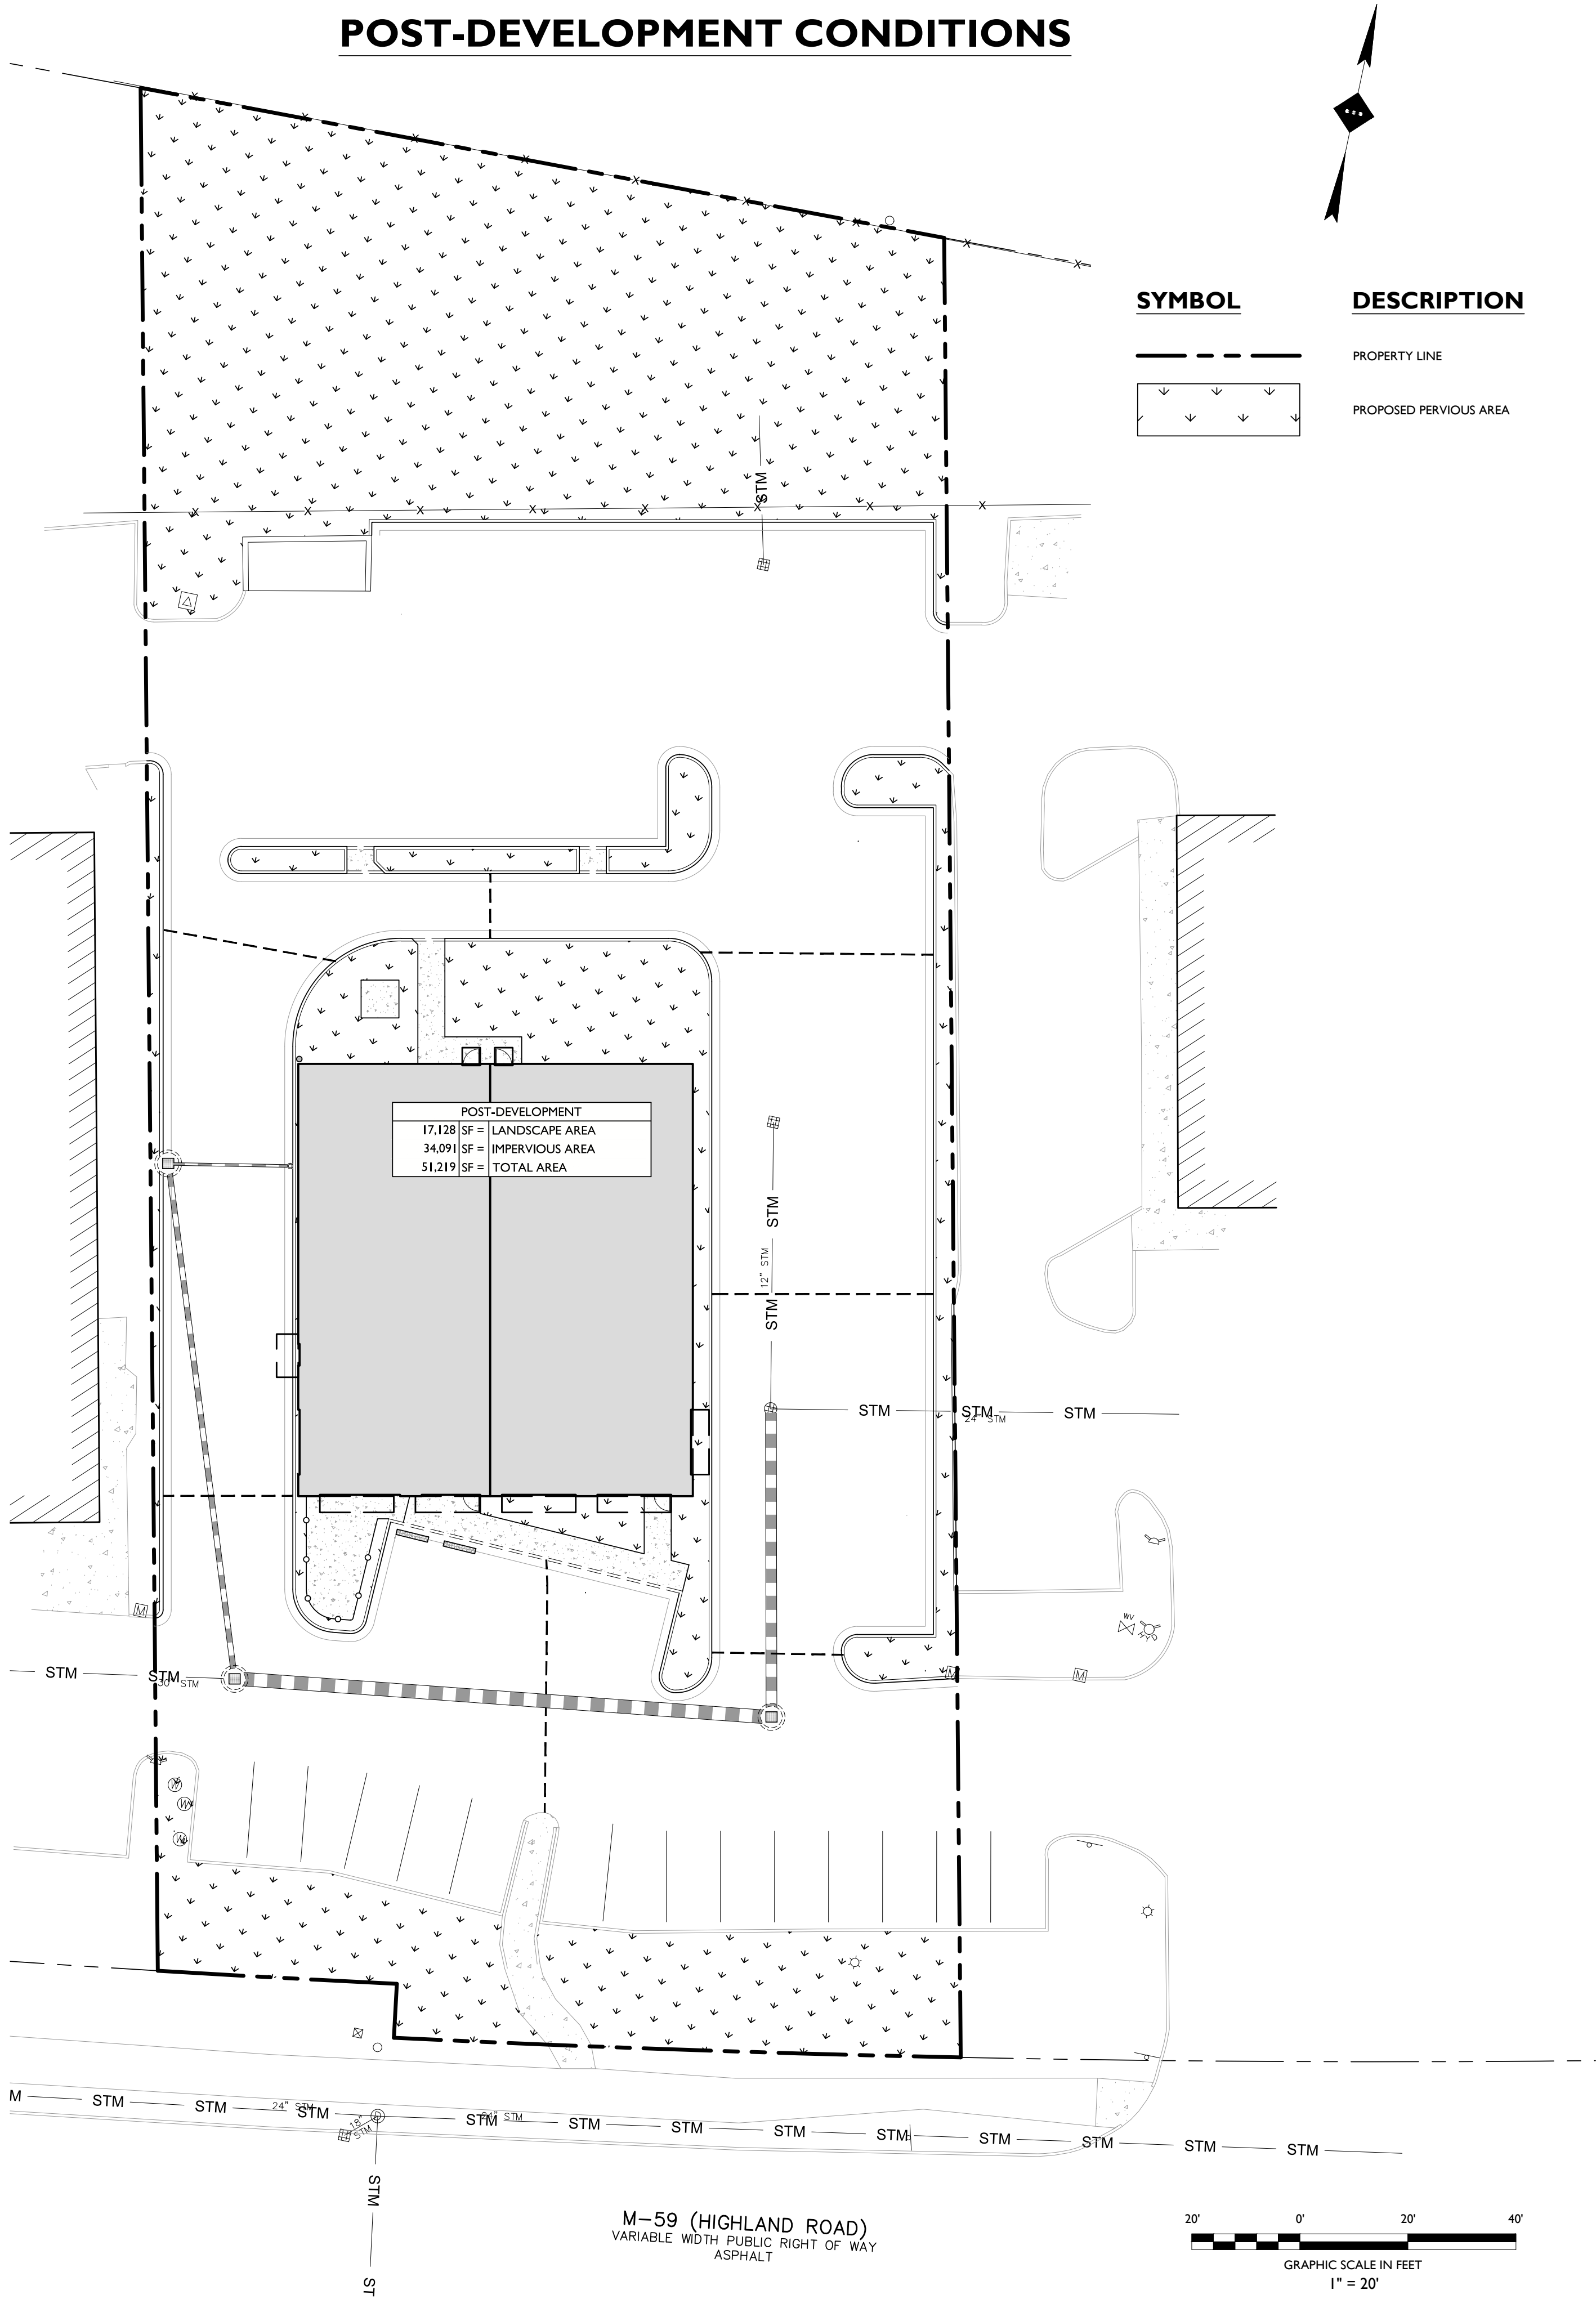 POST-DEVELOPMENT CONDITIONS
SYMBOL DESCRIPTION
PROPERTY LINE
PROPOSED PERVIOUS AREA
X X X X X X X X X
STM
X X X X X X X X
POST-DEVELOPMENT
17,128 SF = LANDSCAPE AREA
34,091 SF = IMPERVIOUS AREA
51,219 SF = TOTAL AREA
STM
12" STM
STM
STM STM STM
24" STM
M
WV
HYD
STM STM
30" STM
M M
W
W
W
M STM STM STM STM STM STM STM STM STM STM STM STM
24" STM
24" STM
18"
STM
D
STM
ST
M-59 (HIGHLAND ROAD)
VARIABLE WIDTH PUBLIC RIGHT OF WAY
ASPHALT
20' 0' 20' 40'
GRAPHIC SCALE IN FEET
1" = 20'